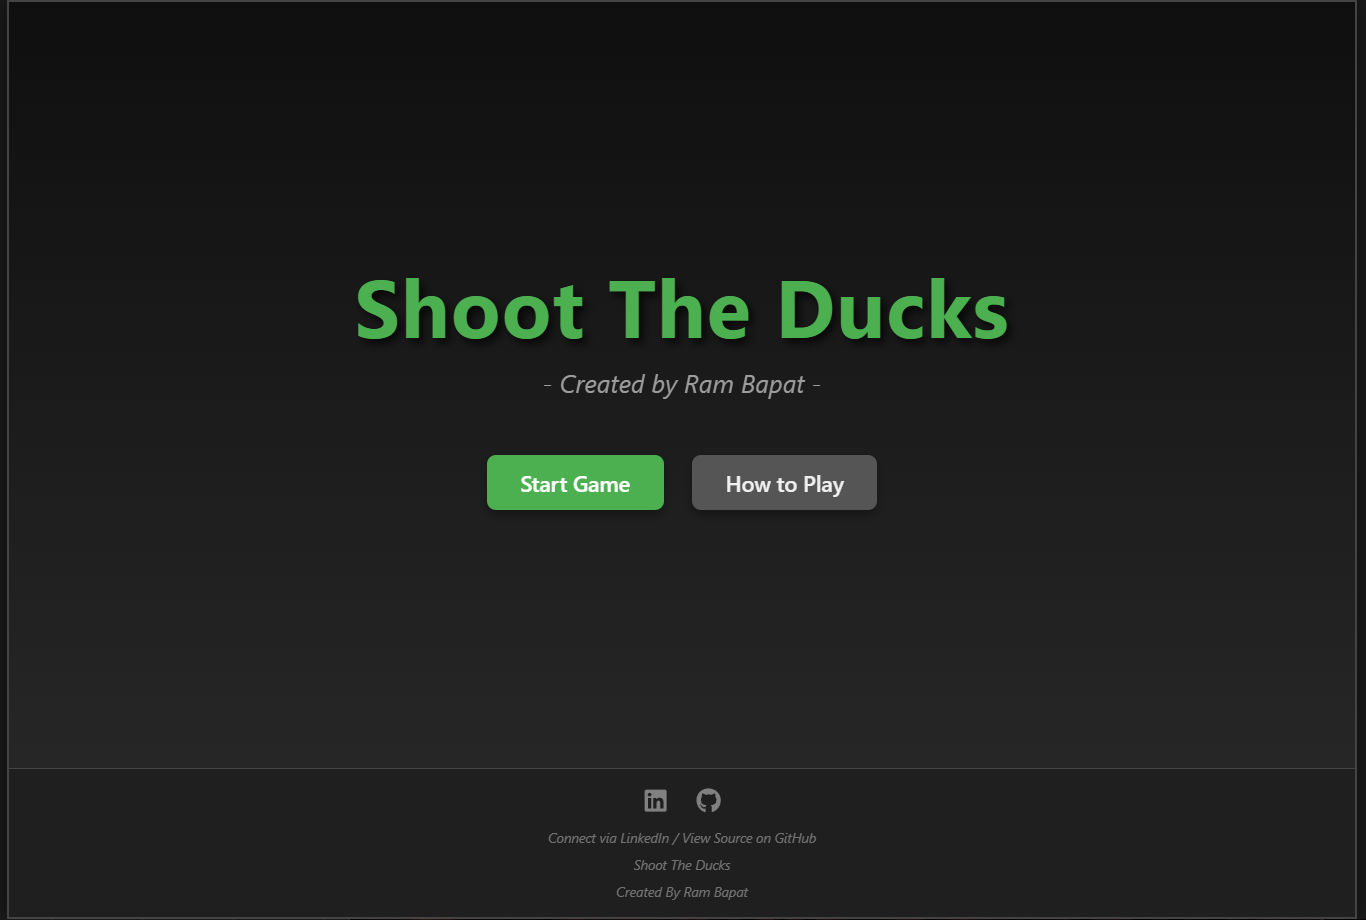 Shoot The Ducks
- Created by Ram Bapat -
Start Game
How to Play
in
Connect via LinkedIn / View Source on GitHub
Shoot The Ducks
Created By Ram Bapat